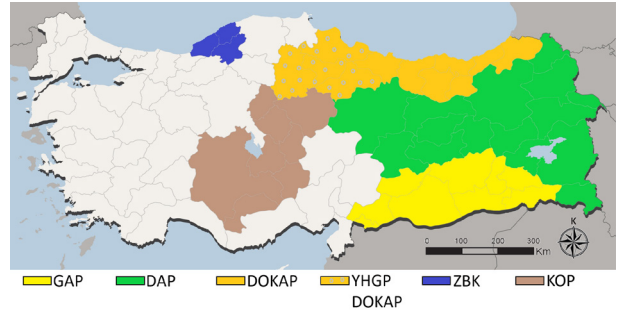 K
0 100 200 300
Km
GAP DAP DOKAP YHGP ZBK KOP
DOKAP